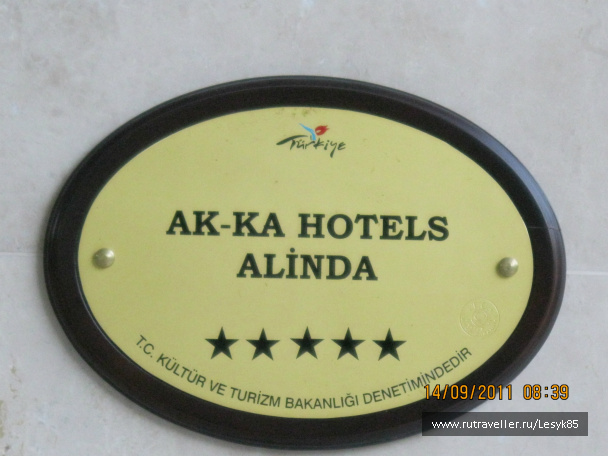 Türkiye
AK-KA HOTELS
ALİNDA
T.C. KÜLTÜR VE TURİZM BAKANLIĞI DENETİMİNDEDİR
14/09/2011 08:39
www.rutraveller.ru/Lesyk85